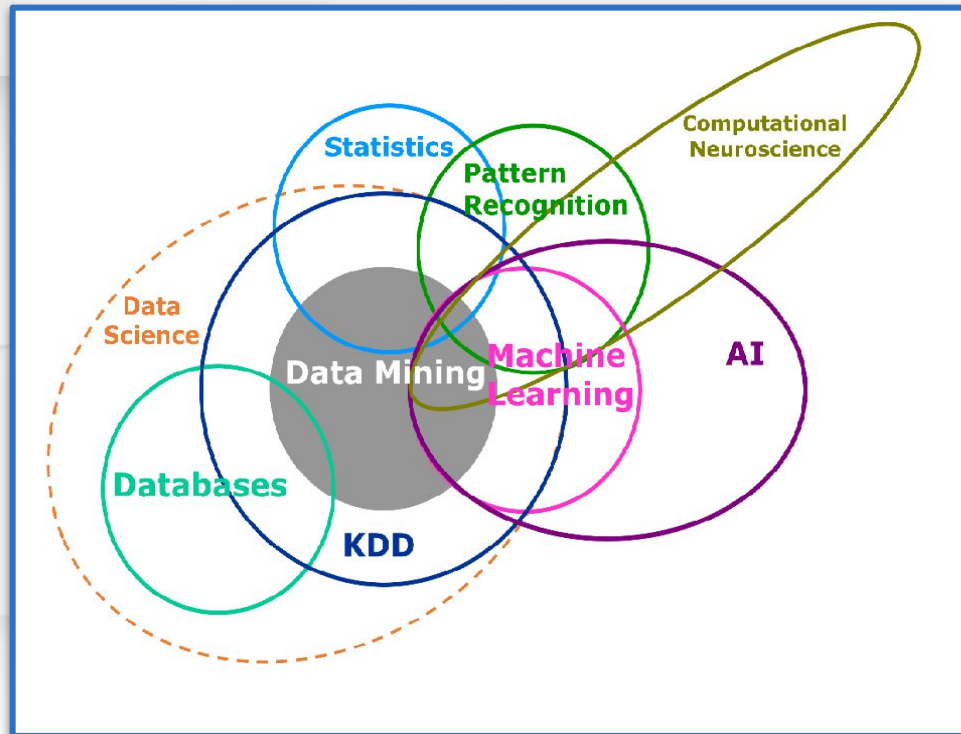 Computational
Neuroscience
Statistics
Pattern
Recognition
Data
Science
Data Mining
Machine
Learning
AI
Databases
KDD